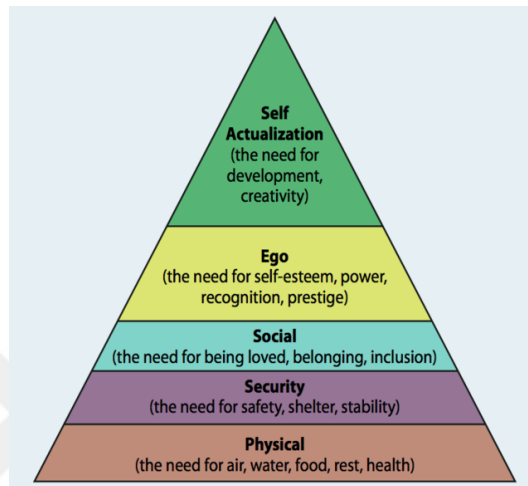 Self
Actualization
(the need for
development,
creativity)
Ego
(the need for self-esteem, power,
recognition, prestige)
Social
(the need for being loved, belonging, inclusion)
Security
(the need for safety, shelter, stability)
Physical
(the need for air, water, food, rest, health)